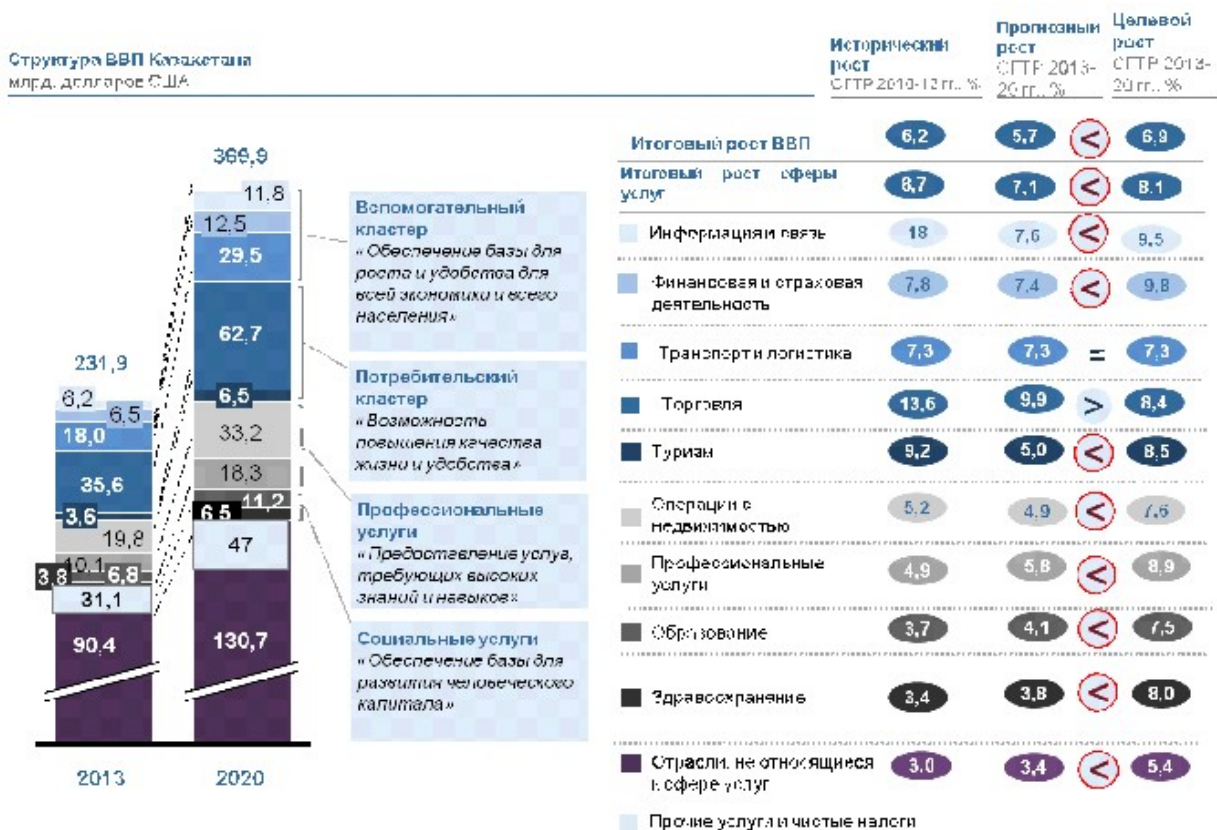 Структура ВВП Казахстана
млрд. долларов США
Исторический
рост
СГТР 2010-12 гг., %
Прогнозный
рост
СГТР 2013-
20 гг., %
Целевой
рост
СГТР 2013-
20 гг., %
231,9
6,2
6,5
18,0
35,6
3,6
19,8
10,1
3,8
6,8
31,1
90,4
2013
369,9
11,8
12,5
29,5
62,7
6,5
33,2
18,3
11,2
6,5
47
130,7
2020
Вспомогательный
кластер
«Обеспечение базы для
роста и удобства для
всей экономики и всего
населения»
Потребительский
кластер
«Возможность
повышения качества
жизни и удобства»
Профессиональные
услуги
«Предоставление услуг,
требующих высоких
знаний и навыков»
Социальные услуги
«Обеспечение базы для
развития человеческого
капитала»
Итоговый рост ВВП 6,2 5,7 < 6,9
Итоговый рост сферы
услуг 8,7 7,1 < 8.1
Информация и связь 18 7,6 < 9,5
Финансовая и страховая
деятельность 7,8 7,4 < 9,8
Транспорт и логистика 7,3 7,3 = 7,3
Торговля 13,6 9,9 > 8,4
Туризм 9,2 5,0 < 8,5
Операции с
недвижимостью 5,2 4,9 < 7,6
Профессиональные
услуги 4,9 5,8 < 8,9
Образование 3,7 4,1 < 7,5
Здравоохранение 3,4 3,8 < 8,0
Отрасли, не относящиеся
к сфере услуг 3,0 3,4 < 5,4
Прочие услуги и чистые налоги